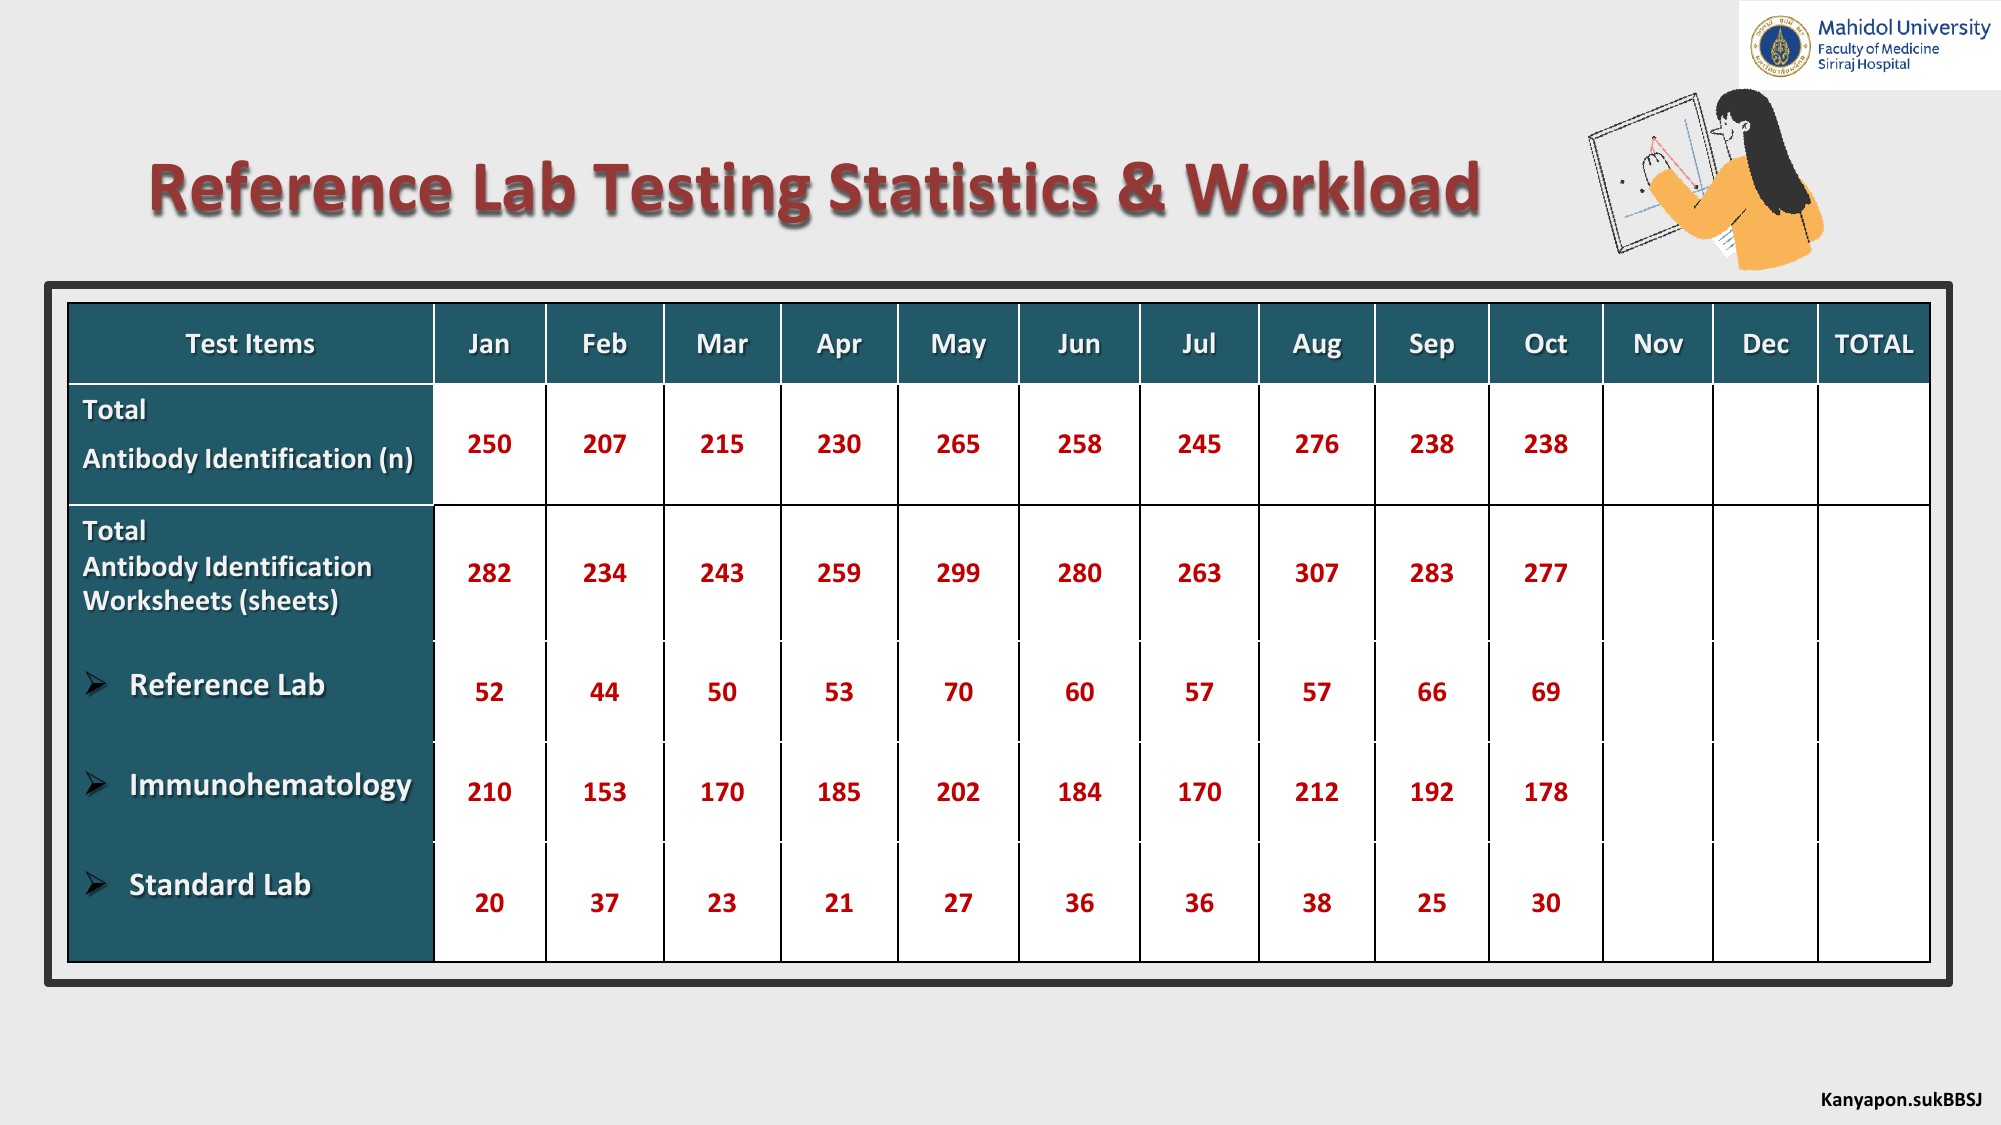 Mahidol University
Faculty of Medicine
Siriraj Hospital
Reference Lab Testing Statistics & Workload
Test Items Jan Feb Mar Apr May Jun Jul Aug Sep Oct Nov Dec TOTAL
Total
Antibody Identification (n) 250 207 215 230 265 258 245 276 238 238
Total
Antibody Identification 282 234 243 259 299 280 263 307 283 277
Worksheets (sheets)
➢ Reference Lab 52 44 50 53 70 60 57 57 66 69
➢ Immunohematology 210 153 170 185 202 184 170 212 192 178
➢ Standard Lab 20 37 23 21 27 36 36 38 25 30
Kanyapon.sukBBSJ